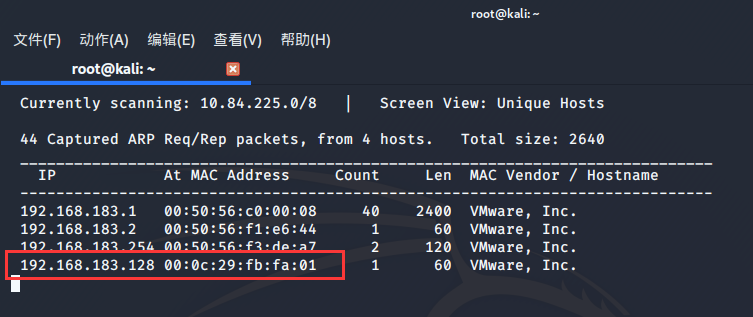 root@kali: ~
文件(F) 动作(A) 编辑(E) 查看(V) 帮助(H)
root@kali: ~
Currently scanning: 10.84.225.0/8 | Screen View: Unique Hosts
44 Captured ARP Req/Rep packets, from 4 hosts. Total size: 2640
_____________________________________________________________________________
IP At MAC Address Count Len MAC Vendor / Hostname
-----------------------------------------------------------------------------
192.168.183.1 00:50:56:c0:00:08 40 2400 VMware, Inc.
192.168.183.2 00:50:56:f1:e6:44 1 60 VMware, Inc.
192.168.183.254 00:50:56:f3:de:a7 2 120 VMware, Inc.
192.168.183.128 00:0c:29:fb:fa:01 1 60 VMware, Inc.